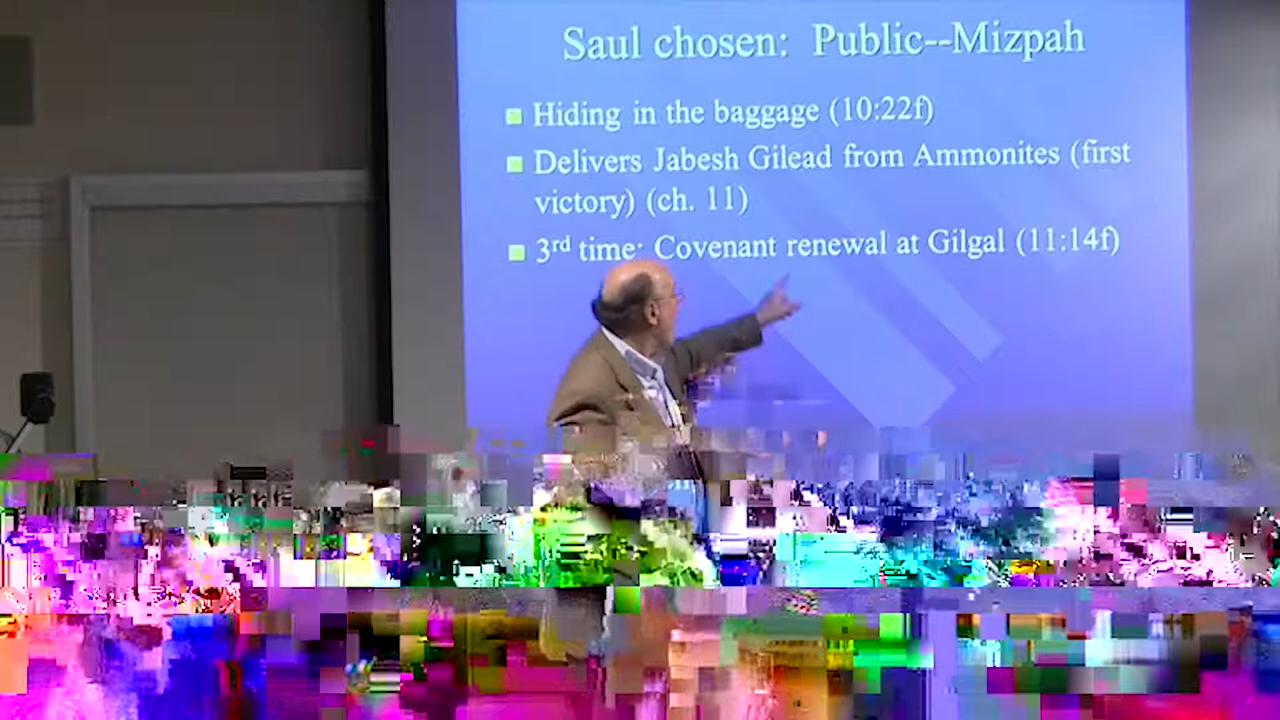 Saul chosen: Public--Mizpah
Hiding in the baggage (10:22f)
Delivers Jabesh Gilead from Ammonites (first
victory) (ch. 11)
3rd time: Covenant renewal at Gilgal (11:14f)